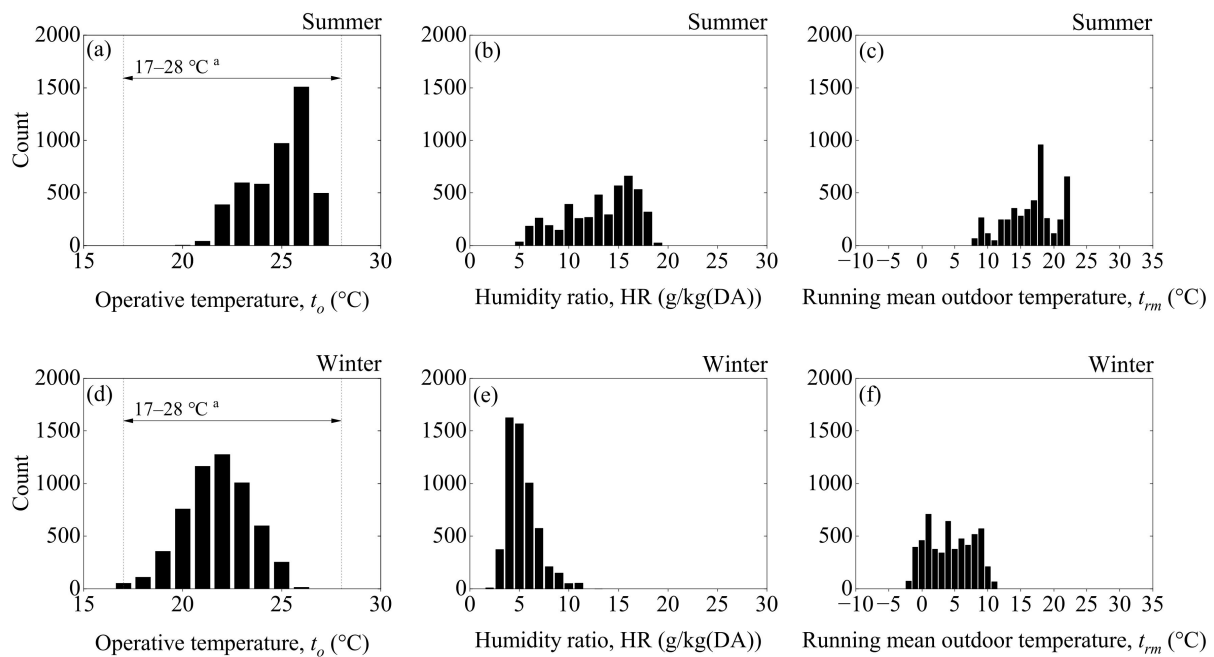 Summer
(a)
17–28 °C ᵃ
2000
1500
1000
500
0
Count
15 20 25 30
Operative temperature, tₒ (°C)
Summer
(b)
2000
1500
1000
500
0
0 5 10 15 20 25 30
Humidity ratio, HR (g/kg(DA))
Summer
(c)
2000
1500
1000
500
0
−10 −5 0 5 10 15 20 25 30 35
Running mean outdoor temperature, tᵣₘ (°C)
Winter
(d)
17–28 °C ᵃ
2000
1500
1000
500
0
Count
15 20 25 30
Operative temperature, tₒ (°C)
Winter
(e)
2000
1500
1000
500
0
0 5 10 15 20 25 30
Humidity ratio, HR (g/kg(DA))
Winter
(f)
2000
1500
1000
500
0
−10 −5 0 5 10 15 20 25 30 35
Running mean outdoor temperature, tᵣₘ (°C)